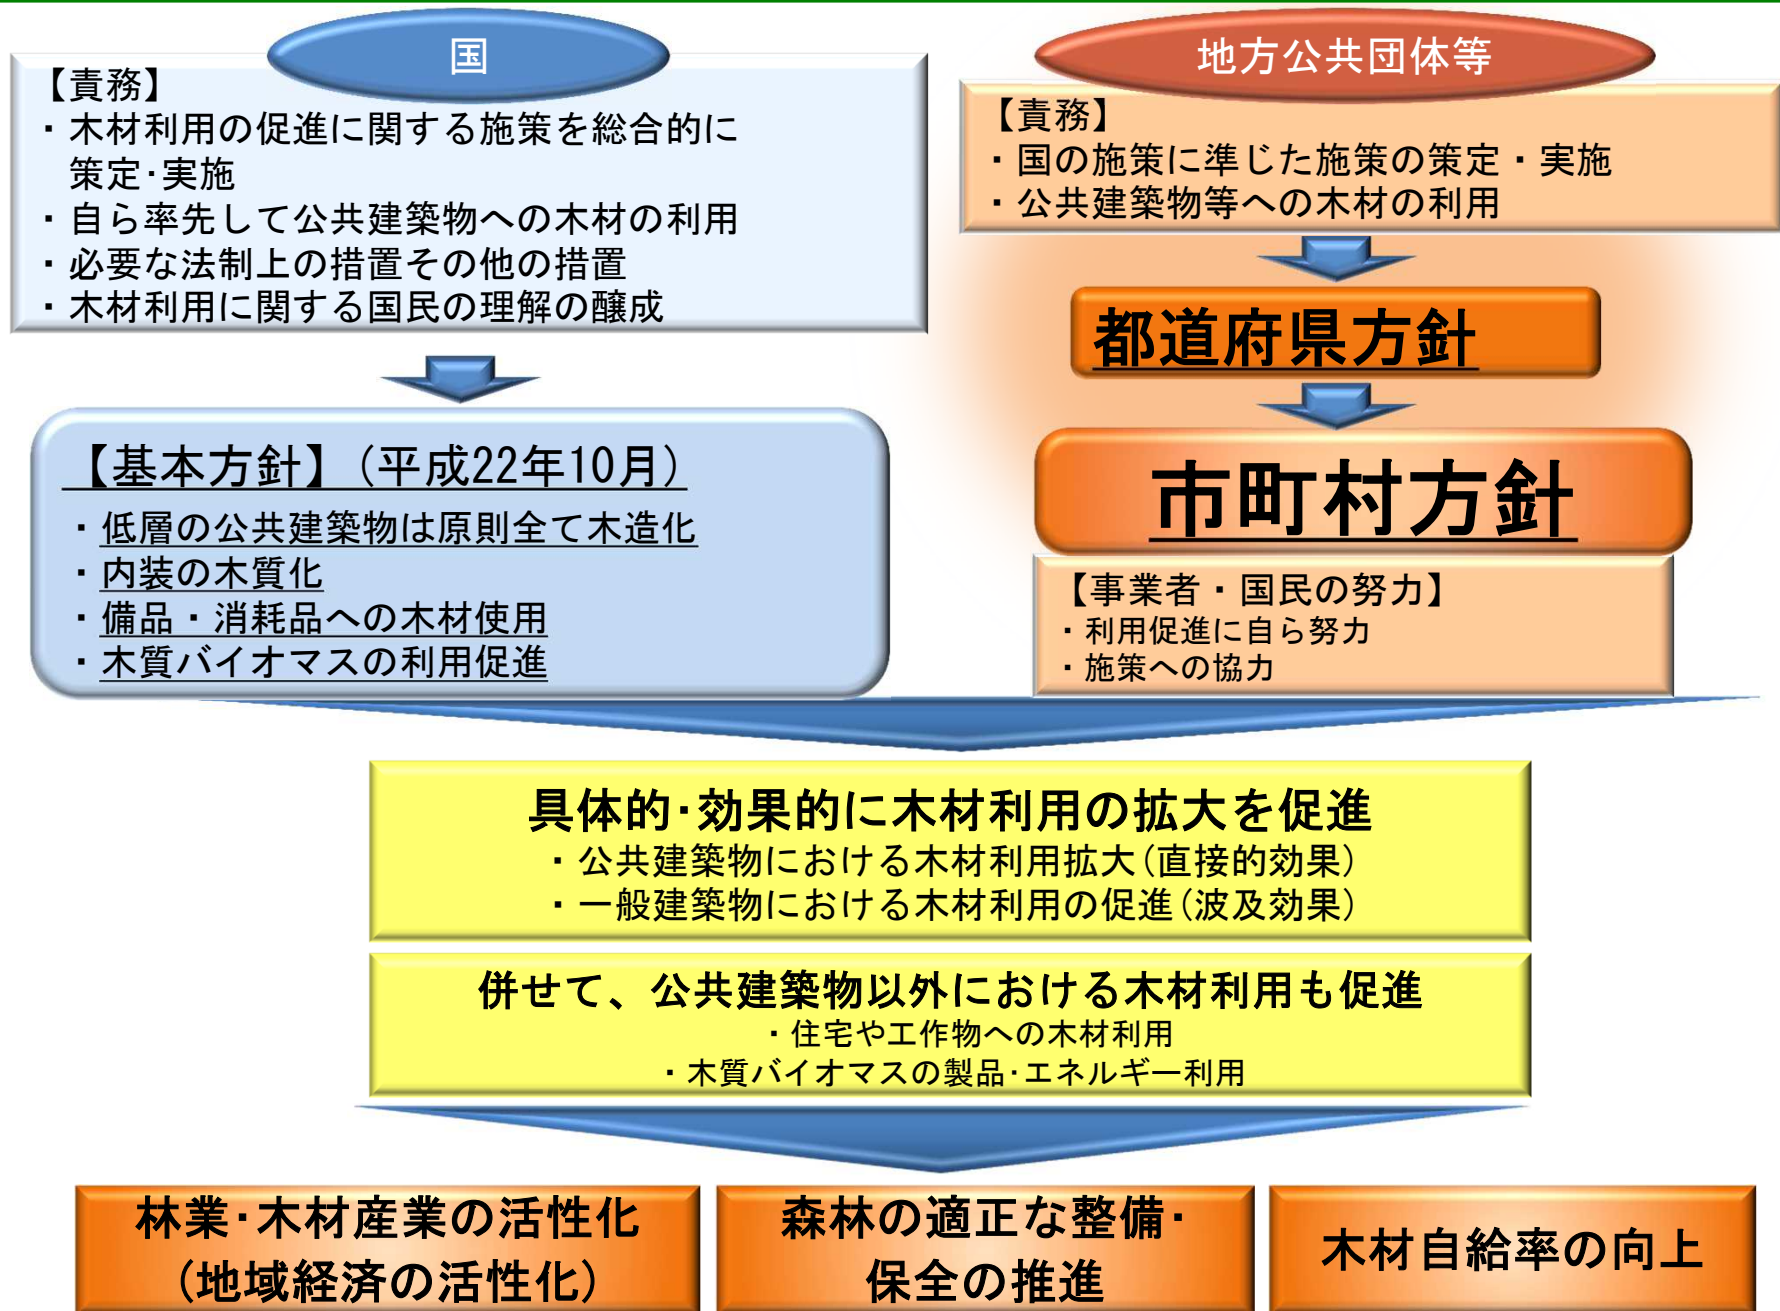 国
【責務】
・木材利用の促進に関する施策を総合的に
策定･実施
・自ら率先して公共建築物への木材の利用
・必要な法制上の措置その他の措置
・木材利用に関する国民の理解の醸成
【基本方針】(平成22年10月)
・低層の公共建築物は原則全て木造化
・内装の木質化
・備品・消耗品への木材使用
・木質バイオマスの利用促進
地方公共団体等
【責務】
・国の施策に準じた施策の策定・実施
・公共建築物等への木材の利用
都道府県方針
市町村方針
【事業者・国民の努力】
・利用促進に自ら努力
・施策への協力
具体的･効果的に木材利用の拡大を促進
・公共建築物における木材利用拡大(直接的効果)
・一般建築物における木材利用の促進(波及効果)
併せて、公共建築物以外における木材利用も促進
・住宅や工作物への木材利用
・木質バイオマスの製品･エネルギー利用
林業･木材産業の活性化
(地域経済の活性化)
森林の適正な整備･
保全の推進
木材自給率の向上